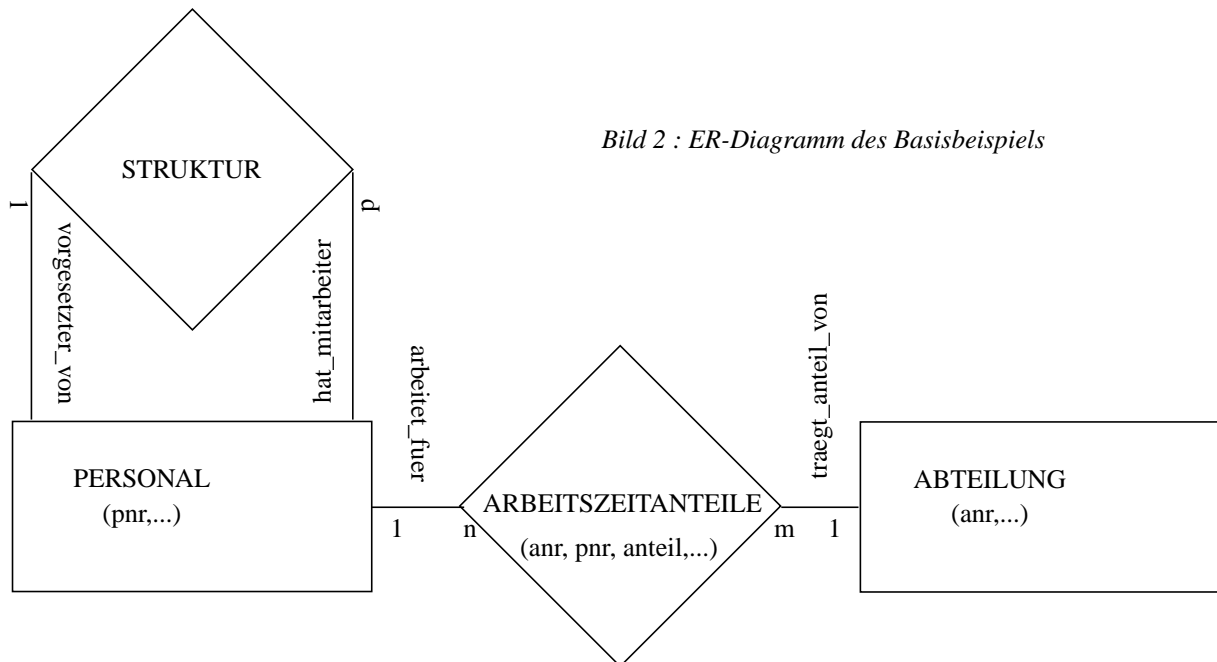 Bild 2 : ER-Diagramm des Basisbeispiels
STRUKTUR
1
p
vorgesetzter_von
hat_mitarbeiter
arbeitet_fuer
traegt_anteil_von
PERSONAL
(pnr,...)
1
n
ARBEITSZEITANTEILE
(anr, pnr, anteil,...)
m
1
ABTEILUNG
(anr,...)